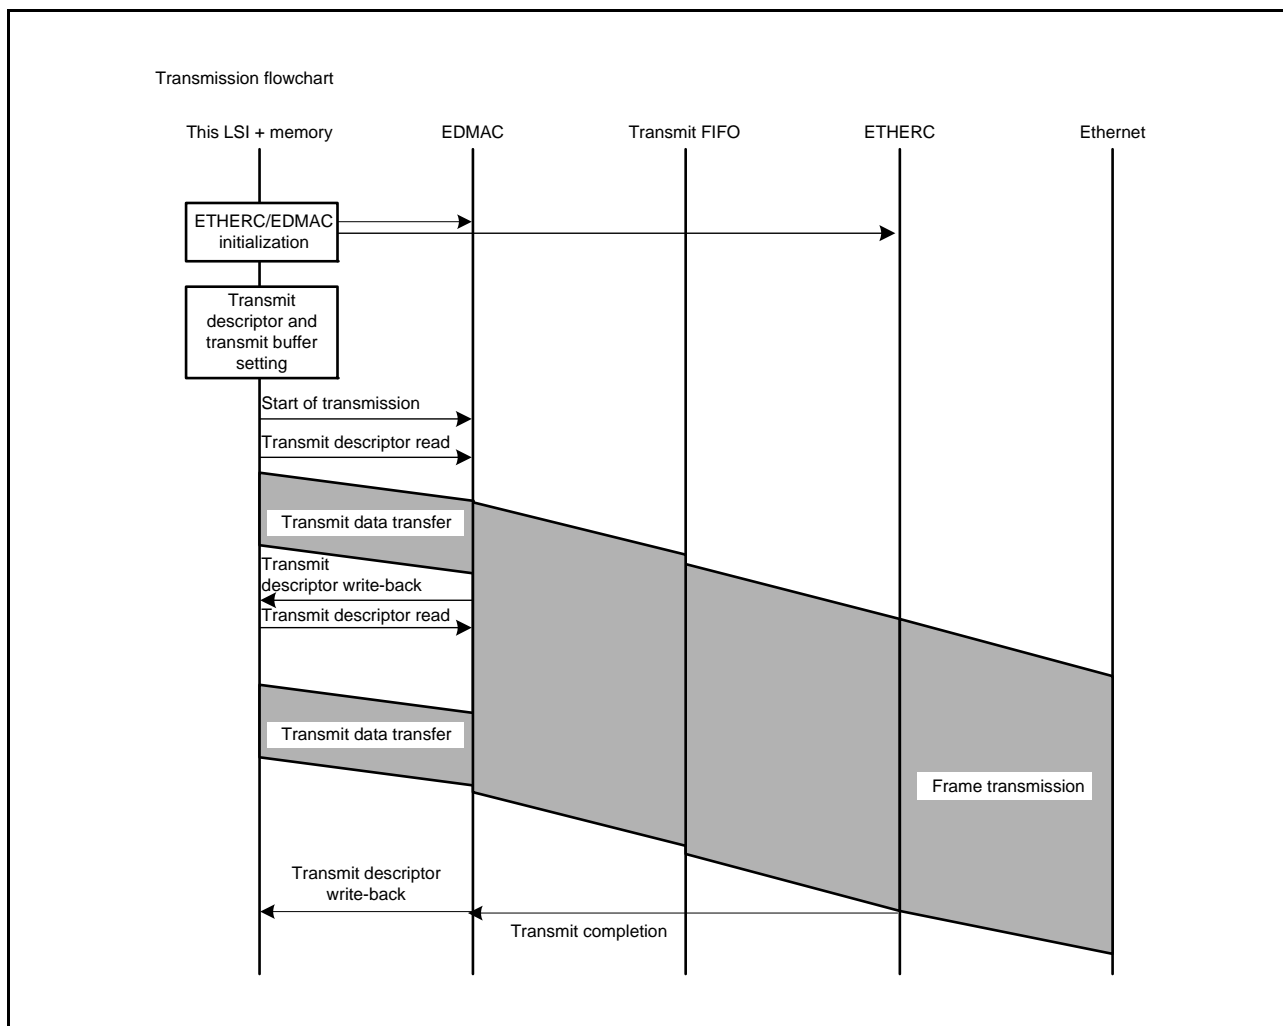 Transmission flowchart
This LSI + memory
EDMAC
Transmit FIFO
ETHERC
Ethernet
ETHERC/EDMAC
initialization
Transmit
descriptor and
transmit buffer
setting
Start of transmission
Transmit descriptor read
Transmit data transfer
Transmit
descriptor write-back
Transmit descriptor read
Transmit data transfer
Frame transmission
Transmit descriptor
write-back
Transmit completion